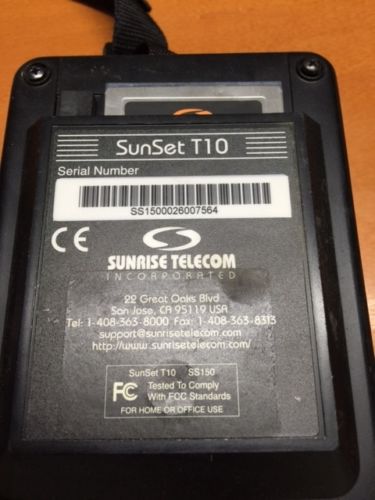 SunSet T10
Serial Number
SS1500026007564
CE
SUNRISE TELECOM
INCORPORATED
22 Great Oaks Blvd
San Jose, CA 95119 USA
Tel: 1-408-363-8000 Fax: 1-408-363-8313
support@sunrisetelecom.com
http://www.sunrisetelecom.com/
SunSet T10 SS150
FC Tested To Comply
With FCC Standards
FOR HOME OR OFFICE USE